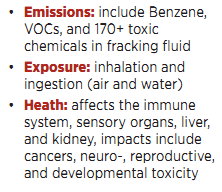 • Emissions: include Benzene,
VOCs, and 170+ toxic
chemicals in fracking fluid
• Exposure: inhalation and
ingestion (air and water)
• Heath: affects the immune
system, sensory organs, liver,
and kidney, impacts include
cancers, neuro-, reproductive,
and developmental toxicity